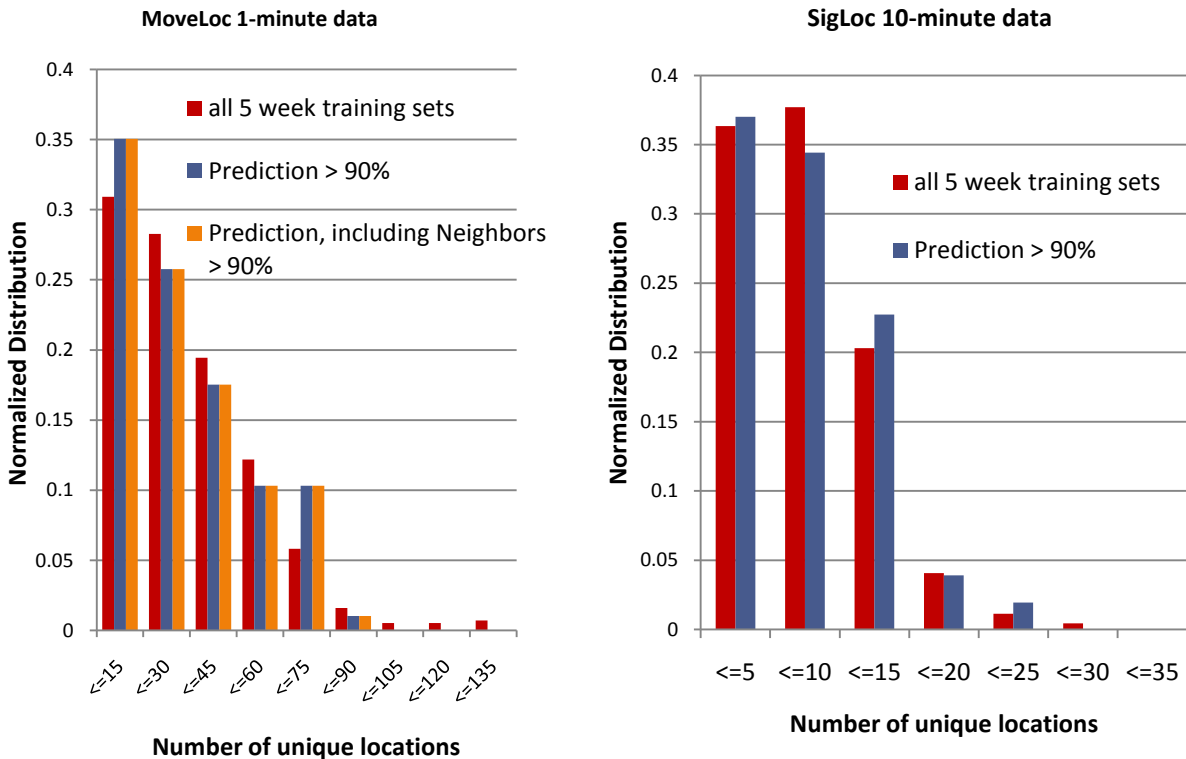 MoveLoc 1-minute data
0.4
0.35
0.3
0.25
0.2
0.15
0.1
0.05
0
Normalized Distribution
all 5 week training sets
Prediction > 90%
Prediction, including Neighbors
> 90%
<=15
<=30
<=45
<=60
<=75
<=90
<=105
<=120
<=135
Number of unique locations
SigLoc 10-minute data
0.4
0.35
0.3
0.25
0.2
0.15
0.1
0.05
0
Normalized Distribution
all 5 week training sets
Prediction > 90%
<=5 <=10 <=15 <=20 <=25 <=30 <=35
Number of unique locations